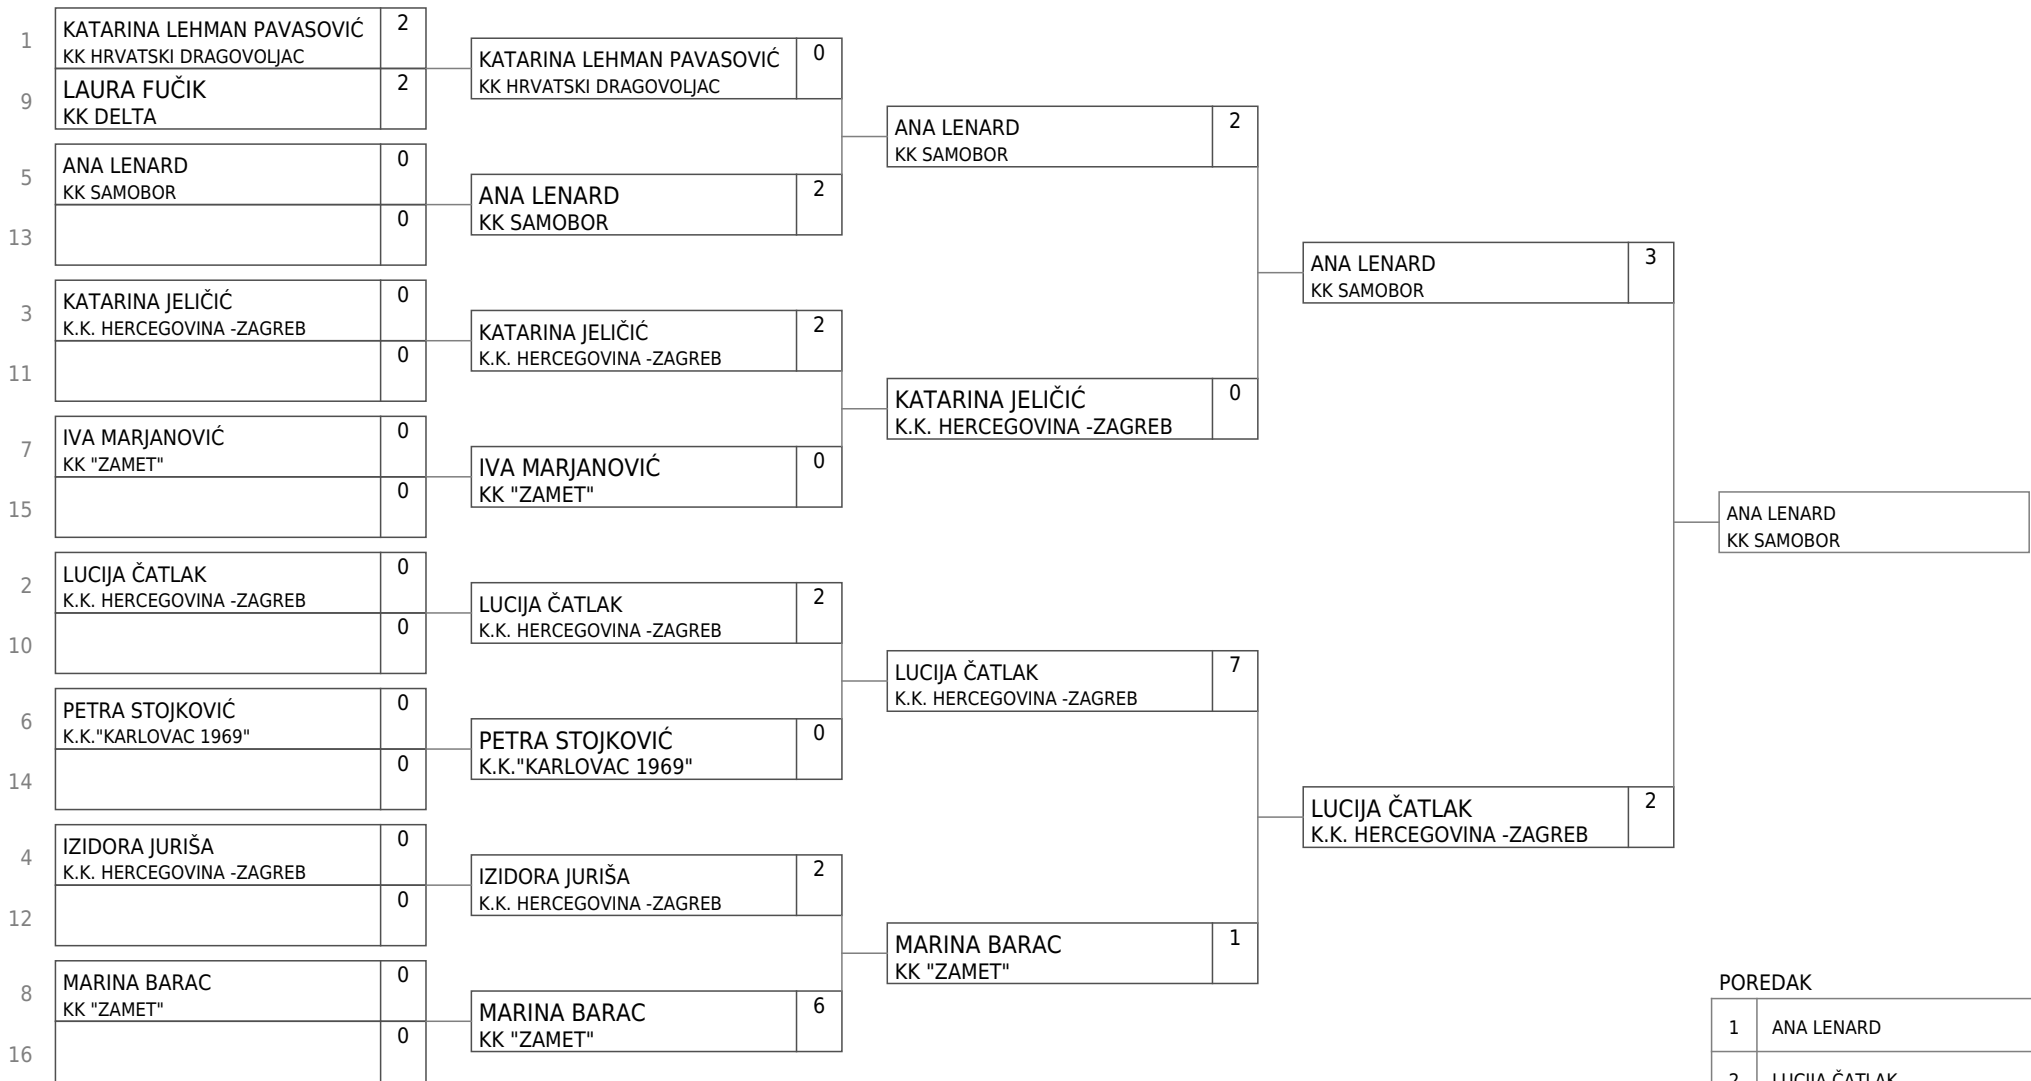 1
KATARINA LEHMAN PAVASOVIĆ 2
KK HRVATSKI DRAGOVOLJAC
9
LAURA FUČIK 2
KK DELTA
5
ANA LENARD 0
KK SAMOBOR
13
0
3
KATARINA JELIČIĆ 0
K.K. HERCEGOVINA -ZAGREB
11
0
7
IVA MARJANOVIĆ 0
KK "ZAMET"
15
0
2
LUCIJA ČATLAK 0
K.K. HERCEGOVINA -ZAGREB
10
0
6
PETRA STOJKOVIĆ 0
K.K."KARLOVAC 1969"
14
0
4
IZIDORA JURIŠA 0
K.K. HERCEGOVINA -ZAGREB
12
0
8
MARINA BARAC 0
KK "ZAMET"
16
0
KATARINA LEHMAN PAVASOVIĆ 0
KK HRVATSKI DRAGOVOLJAC
ANA LENARD 2
KK SAMOBOR
KATARINA JELIČIĆ 2
K.K. HERCEGOVINA -ZAGREB
IVA MARJANOVIĆ 0
KK "ZAMET"
LUCIJA ČATLAK 2
K.K. HERCEGOVINA -ZAGREB
PETRA STOJKOVIĆ 0
K.K."KARLOVAC 1969"
IZIDORA JURIŠA 2
K.K. HERCEGOVINA -ZAGREB
MARINA BARAC 6
KK "ZAMET"
ANA LENARD 2
KK SAMOBOR
KATARINA JELIČIĆ 0
K.K. HERCEGOVINA -ZAGREB
LUCIJA ČATLAK 7
K.K. HERCEGOVINA -ZAGREB
MARINA BARAC 1
KK "ZAMET"
ANA LENARD 3
KK SAMOBOR
LUCIJA ČATLAK 2
K.K. HERCEGOVINA -ZAGREB
ANA LENARD
KK SAMOBOR
POREDAK
1 ANA LENARD
2 LUCIJA ČATLAK